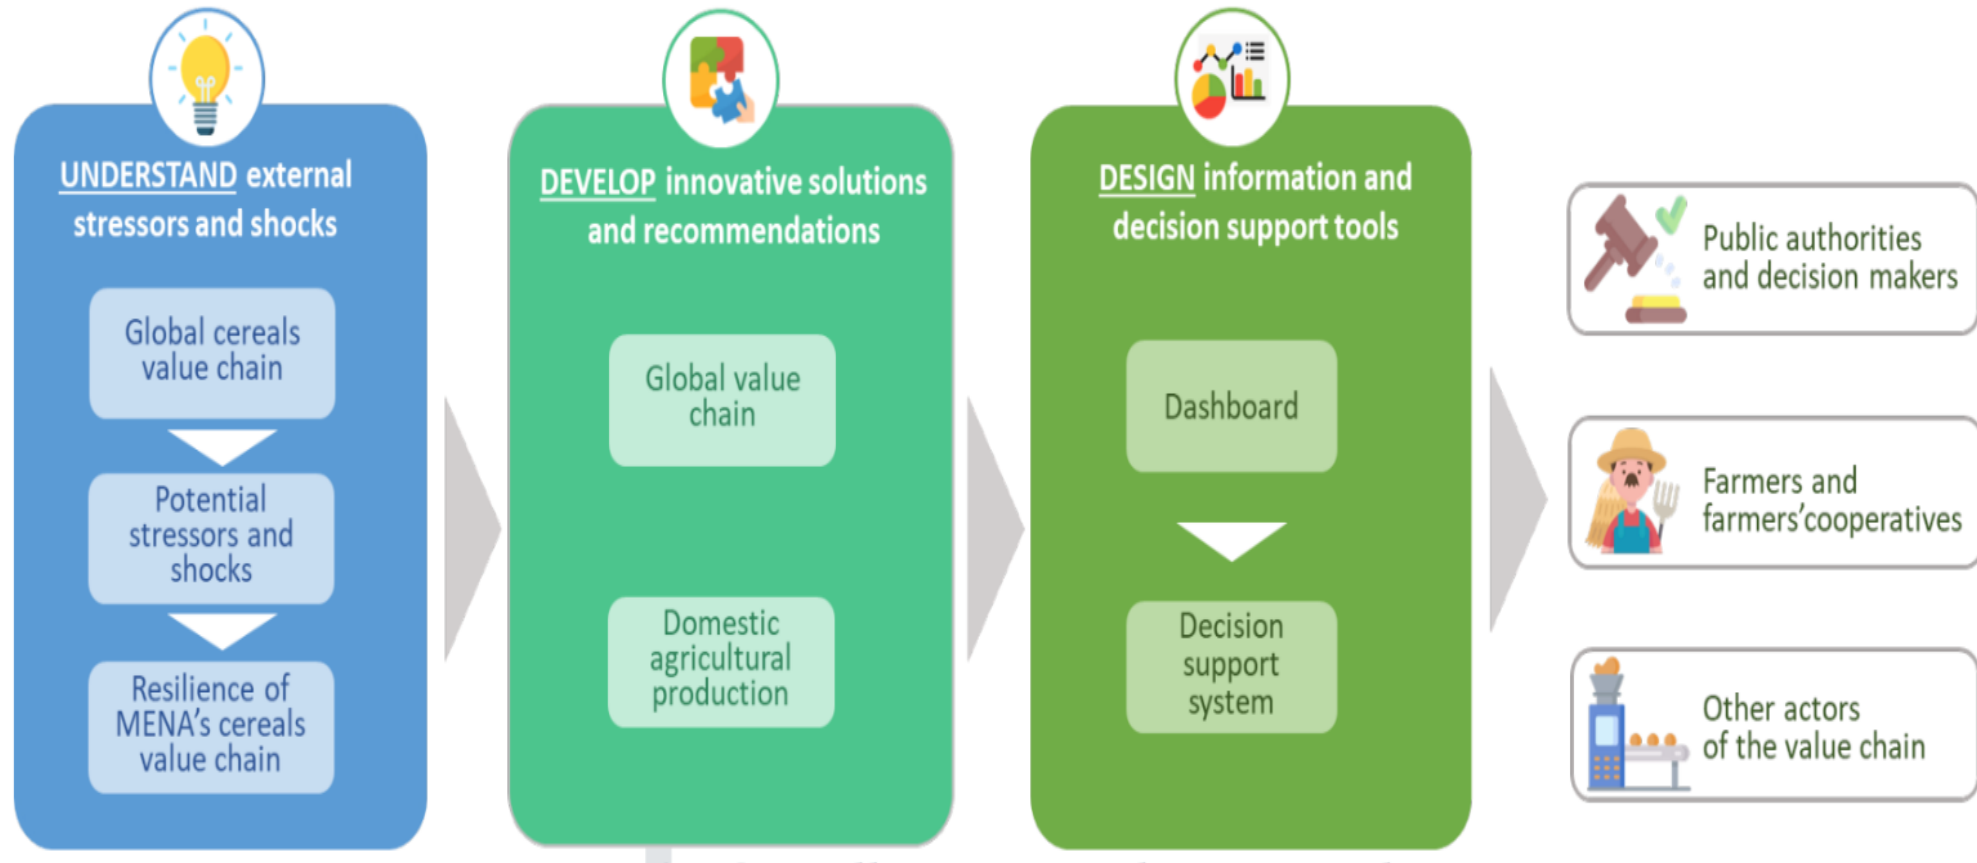 UNDERSTAND external
stressors and shocks
Global cereals
value chain
Potential
stressors and
shocks
Resilience of
MENA's cereals
value chain
DEVELOP innovative solutions
and recommendations
Global value
chain
Domestic
agricultural
production
DESIGN information and
decision support tools
Dashboard
Decision
support
system
Public authorities
and decision makers
Farmers and
farmers'cooperatives
Other actors
of the value chain